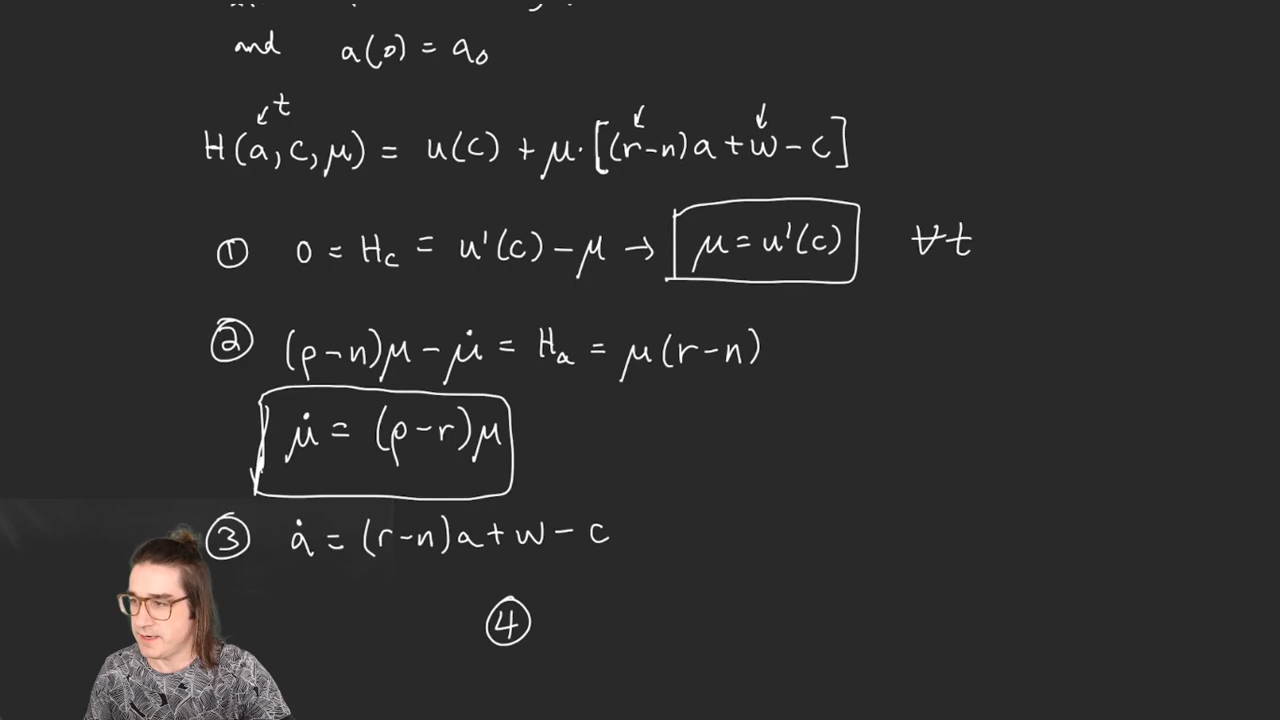 and a(0) = a₀
t
H(a, c, μ) = u(c) + μ·[(r-n)a + w - c]
① 0 = H_c = u'(c) - μ → μ = u'(c) ∀t
② (ρ-n)μ - μ̇ = H_a = μ(r-n)
μ̇ = (ρ-r)μ
③ ȧ = (r-n)a + w - c
④